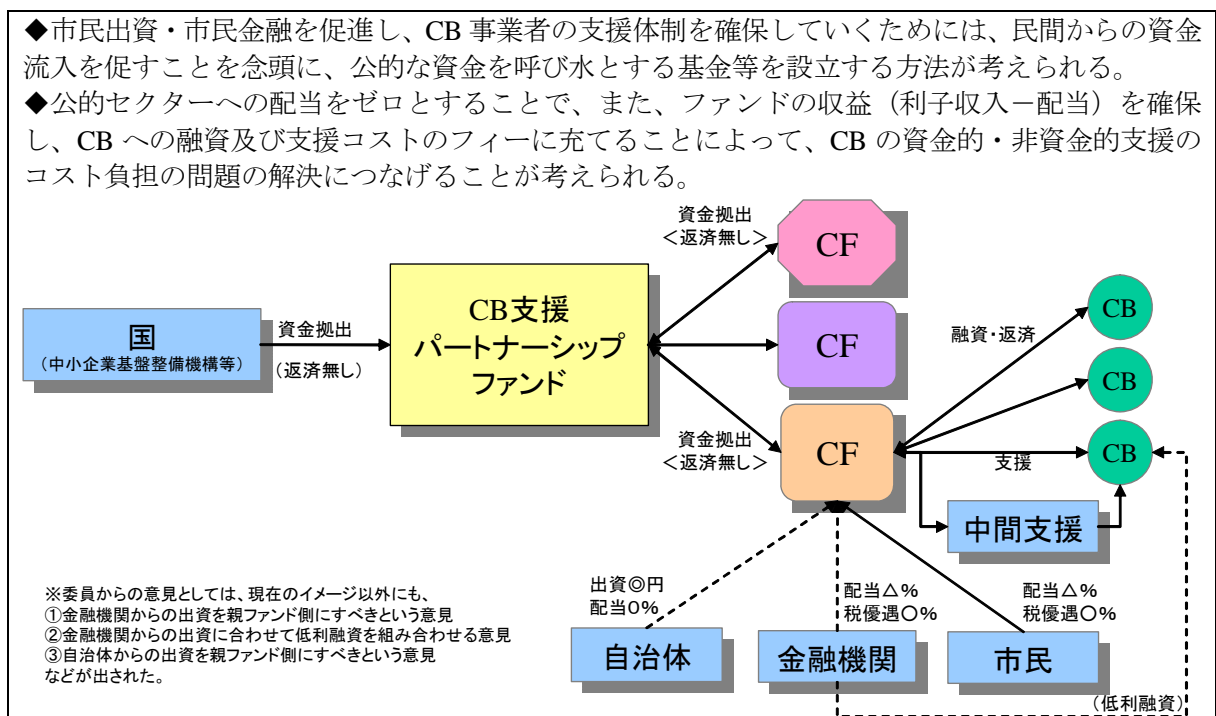 ◆市民出資・市民金融を促進し、CB 事業者の支援体制を確保していくためには、民間からの資金
流入を促すことを念頭に、公的な資金を呼び水とする基金等を設立する方法が考えられる。
◆公的セクターへの配当をゼロとすることで、また、ファンドの収益（利子収入－配当）を確保
し、CB への融資及び支援コストのフィーに充てることによって、CB の資金的・非資金的支援の
コスト負担の問題の解決につなげることが考えられる。
資金拠出
＜返済無し＞
CF
国
（中小企業基盤整備機構等）
資金拠出
（返済無し）
CB支援
パートナーシップ
ファンド
CF
融資・返済
CB
CB
資金拠出
＜返済無し＞
CF
支援
CB
中間支援
※委員からの意見としては、現在のイメージ以外にも、
①金融機関からの出資を親ファンド側にすべきという意見
②金融機関からの出資に合わせて低利融資を組み合わせる意見
③自治体からの出資を親ファンド側にすべきという意見
などが出された。
出資◎円
配当０％
配当△％
税優遇〇％
配当△％
税優遇〇％
自治体
金融機関
市民
（低利融資）